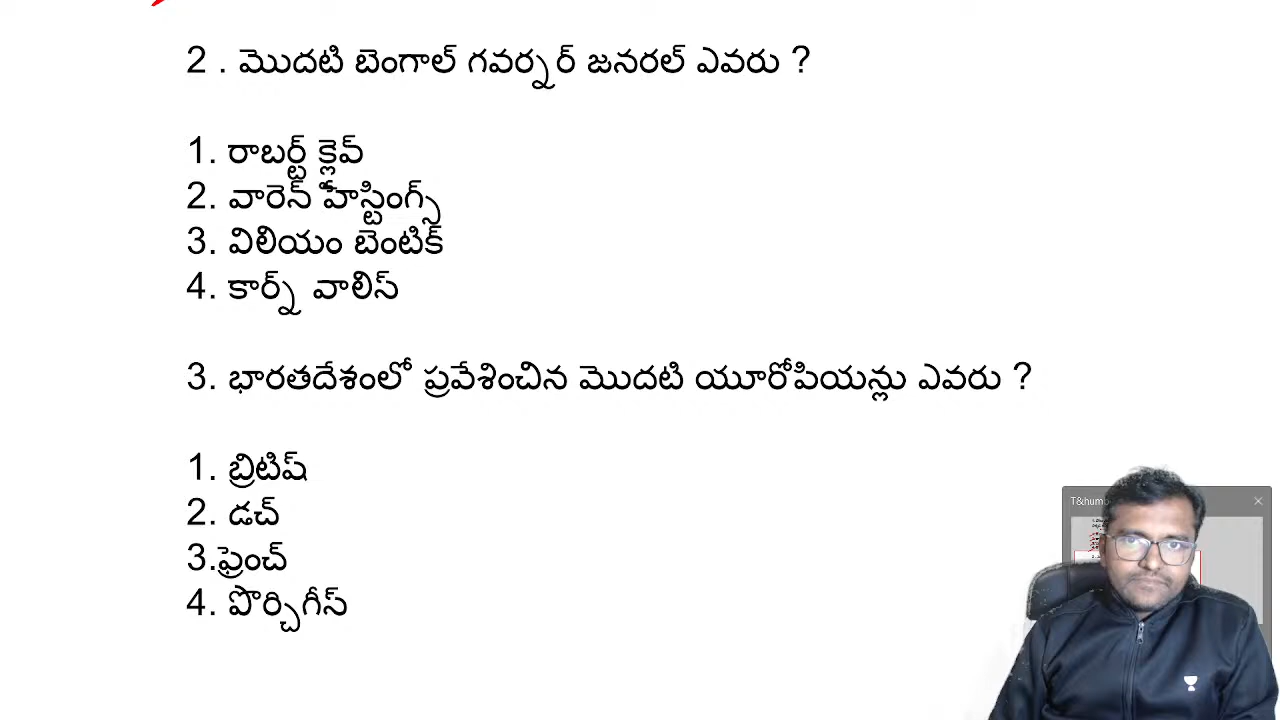 2 . మొదటి బెంగాల్ గవర్నర్ జనరల్ ఎవరు ?
1. రాబర్ట్ క్లైవ్
2. వారెన్ హేస్టింగ్స్
3. విలియం బెంటిక్
4. కార్న్ వాలిస్
3. భారతదేశంలో ప్రవేశించిన మొదటి యూరోపియన్లు ఎవరు ?
1. బ్రిటిష్
2. డచ్
3.ఫ్రెంచ్
4. పొర్చిగీస్